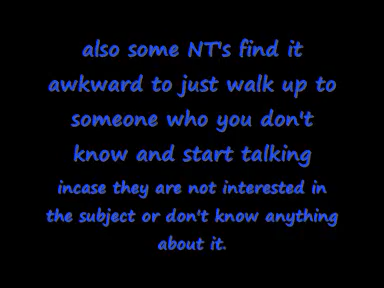 also some NT's find it
awkward to just walk up to
someone who you don't
know and start talking
incase they are not interested in
the subject or don't know anything
about it.